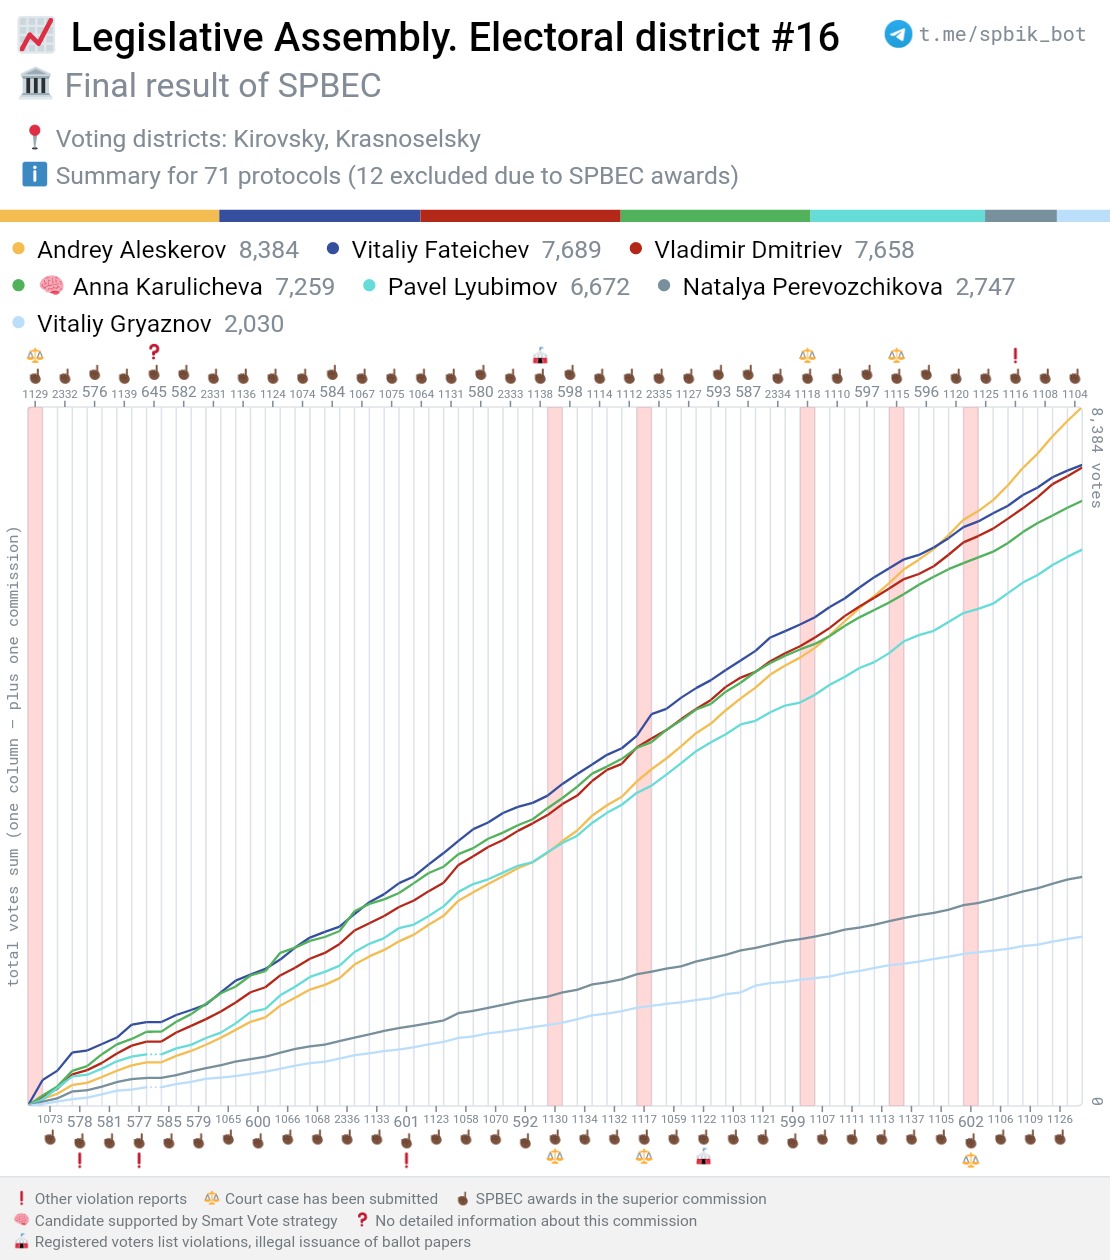 Legislative Assembly. Electoral district #16
t.me/spbik_bot
Final result of SPBEC
Voting districts: Kirovsky, Krasnoselsky
Summary for 71 protocols (12 excluded due to SPBEC awards)
Andrey Aleskerov 8,384 Vitaliy Fateichev 7,689 Vladimir Dmitriev 7,658
Anna Karulicheva 7,259 Pavel Lyubimov 6,672 Natalya Perevozchikova 2,747
Vitaliy Gryaznov 2,030
1129 2332 576 1139 645 582 2331 1136 1124 1074 584 1067 1075 1064 1131 580 2333 1138 598 1114 1112 2335 1127 593 587 2334 1118 1110 597 1115 596 1120 1125 1116 1108 1104
8,384 votes
total votes sum (one column – plus one commission)
0
1073 578 581 577 585 579 1065 600 1066 1068 2336 1133 601 1123 1058 1070 592 1130 1134 1132 1117 1059 1122 1103 1121 599 1107 1111 1113 1137 1105 602 1106 1109 1126
Other violation reports Court case has been submitted SPBEC awards in the superior commission
Candidate supported by Smart Vote strategy No detailed information about this commission
Registered voters list violations, illegal issuance of ballot papers